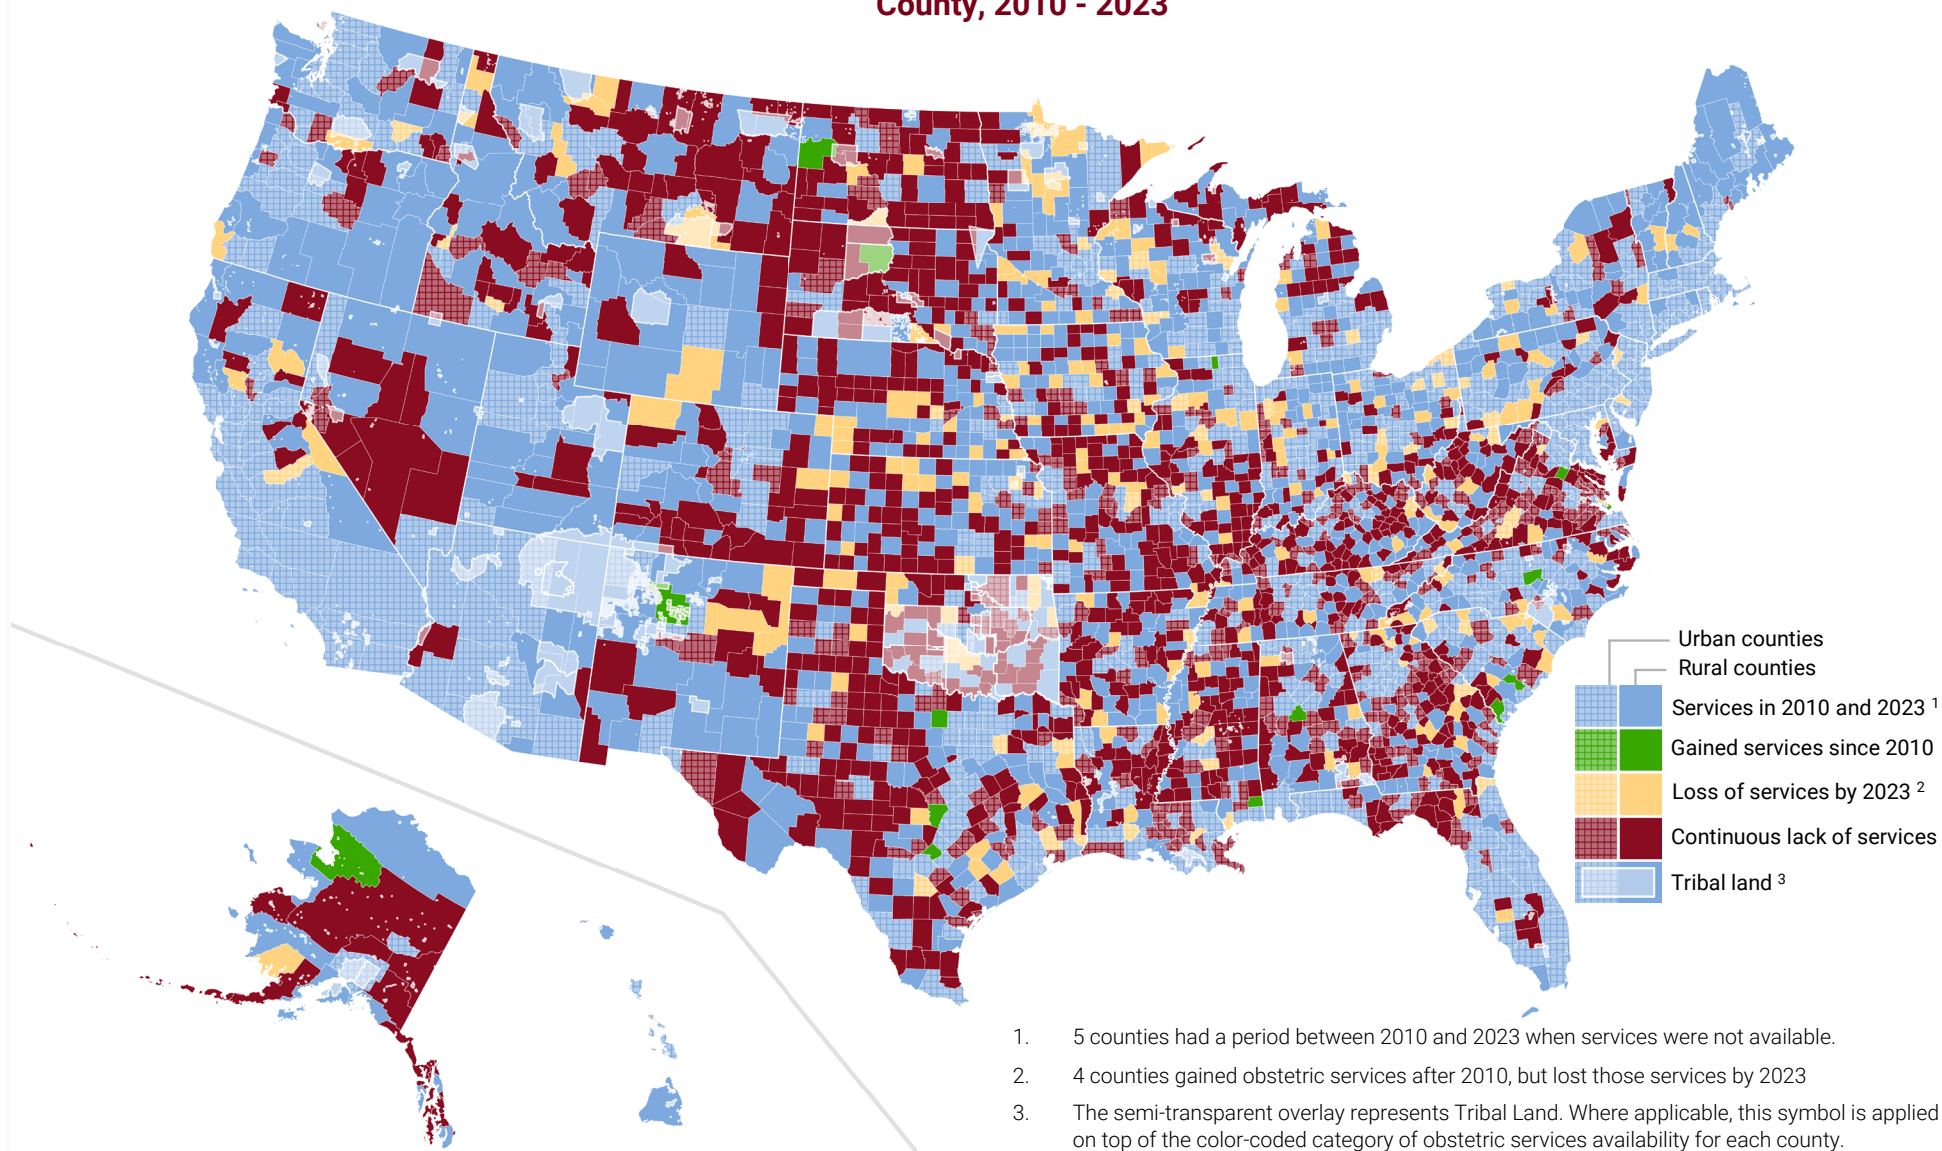 County, 2010 - 2023
Urban counties
Rural counties
Services in 2010 and 2023 1
Gained services since 2010
Loss of services by 2023 2
Continuous lack of services
Tribal land 3
1. 5 counties had a period between 2010 and 2023 when services were not available.
2. 4 counties gained obstetric services after 2010, but lost those services by 2023
3. The semi-transparent overlay represents Tribal Land. Where applicable, this symbol is applied
on top of the color-coded category of obstetric services availability for each county.